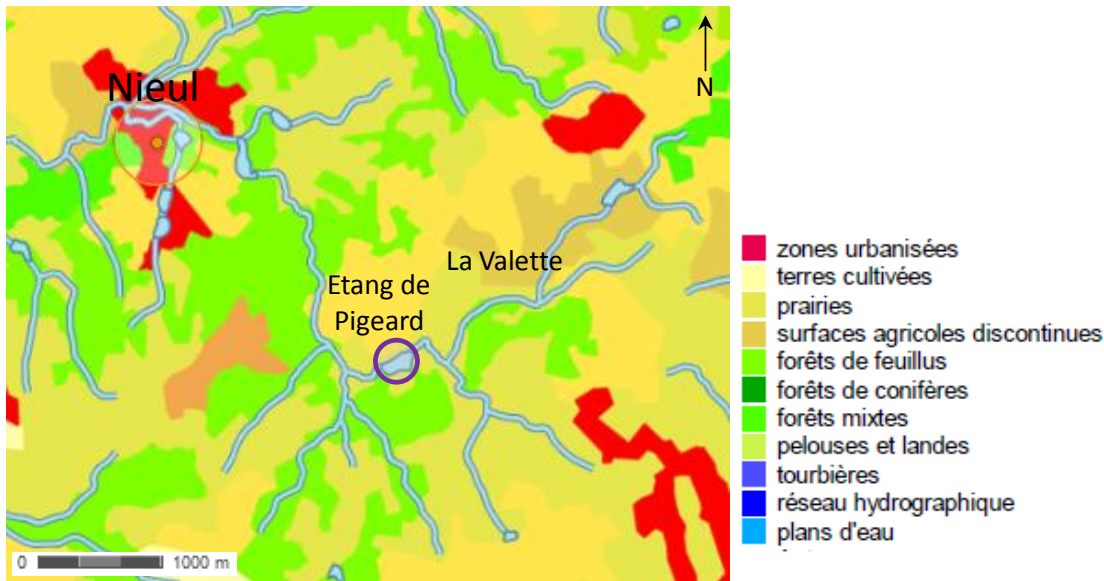 Nieul
N
La Valette
Etang de
Pigeard
0 1000 m
zones urbanisées
terres cultivées
prairies
surfaces agricoles discontinues
forêts de feuillus
forêts de conifères
forêts mixtes
pelouses et landes
tourbières
réseau hydrographique
plans d'eau